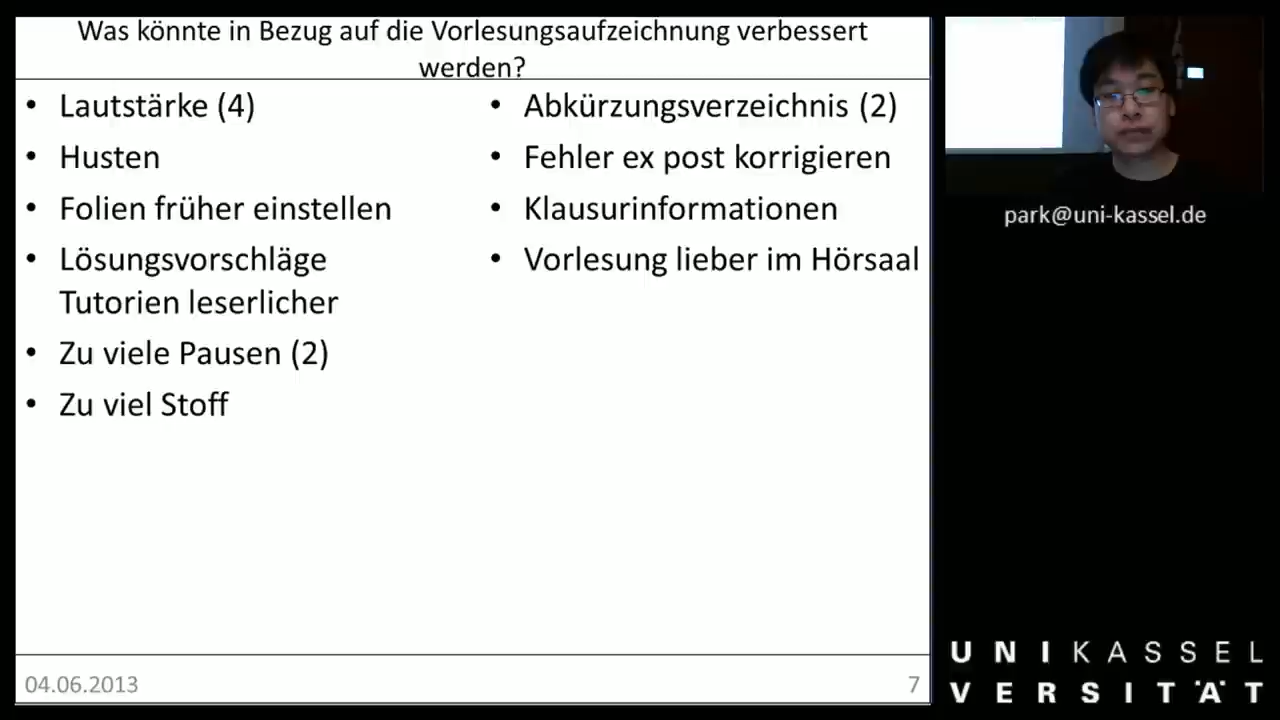 Was könnte in Bezug auf die Vorlesungsaufzeichnung verbessert
werden?
• Lautstärke (4)
• Husten
• Folien früher einstellen
• Lösungsvorschläge
Tutorien leserlicher
• Zu viele Pausen (2)
• Zu viel Stoff
• Abkürzungsverzeichnis (2)
• Fehler ex post korrigieren
• Klausurinformationen
• Vorlesung lieber im Hörsaal
04.06.2013
7
park@uni-kassel.de
UNIKASSEL
VERSITÄT